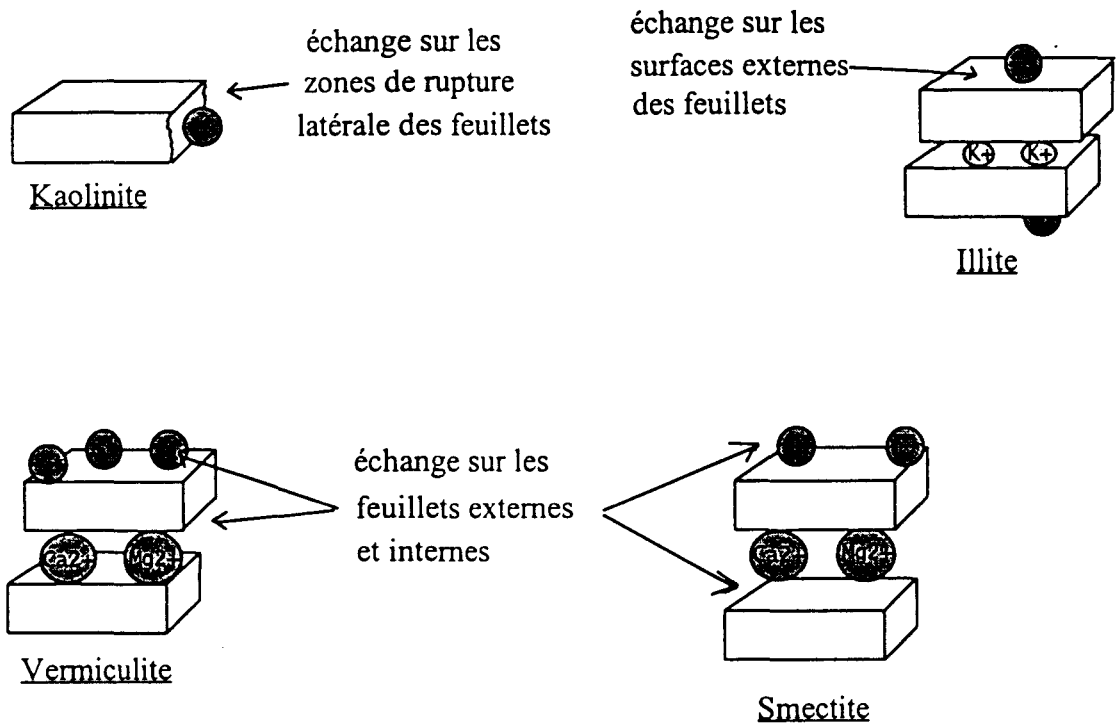 échange sur les
zones de rupture
latérale des feuillets
Kaolinite
échange sur les
surfaces externes
des feuillets
K+ K+
Illite
échange sur les
feuillets externes
et internes
Ca2+ Mg2+
Vermiculite
Ca2+ Mg2+
Smectite